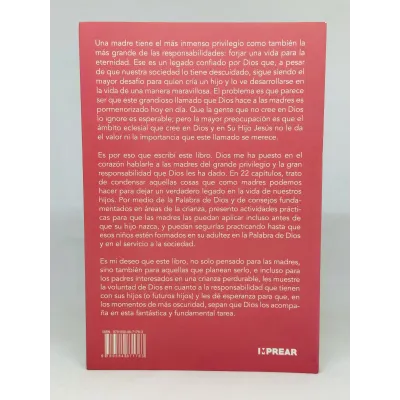 Una madre tiene el más inmenso privilegio como también la
más grande de las responsabilidades: forjar una vida para la
eternidad. Ese es un legado confiado por Dios que, a pesar
de que nuestra sociedad lo tiene descuidado, sigue siendo el
mayor desafío para quien cría un hijo y lo ve desarrollarse en
la vida de una manera maravillosa. El problema es que parece
ser que este grandioso llamado que Dios hace a las madres es
pormenorizado hoy en día. Que la gente que no cree en Dios
lo ignore es esperable; pero la mayor preocupación es que el
ámbito eclesial que cree en Dios y en Su Hijo Jesús no le da
el valor ni la importancia que este llamado se merece.
Es por eso que escribí este libro. Dios me ha puesto en el
corazón hablarle a las madres del grande privilegio y la gran
responsabilidad que Dios les ha dado. En 22 capítulos, trato
de condensar aquellas cosas que como madres podemos
hacer para dejar un verdadero legado en la vida de nuestros
hijos. Por medio de la Palabra de Dios y de consejos funda-
mentados en áreas de la crianza, presento actividades prácti-
cas para que las madres las puedan aplicar incluso antes de
que su hijo nazca, y puedan seguirlas practicando hasta que
esos niños estén formados en su adultez en la Palabra de Dios
y en el servicio a la sociedad.
Es mi deseo que este libro, no solo pensado para las madres,
sino también para aquellas que planean serlo, e incluso para
los padres interesados en una crianza perdurable, les muestre
la voluntad de Dios en cuanto a la responsabilidad que tienen
con sus hijos (o futuros hijos) y les dé esperanza para que, en
los momentos de más oscuridad, sepan que Dios los acompa-
ña en esta fantástica y fundamental tarea.
INPREAR